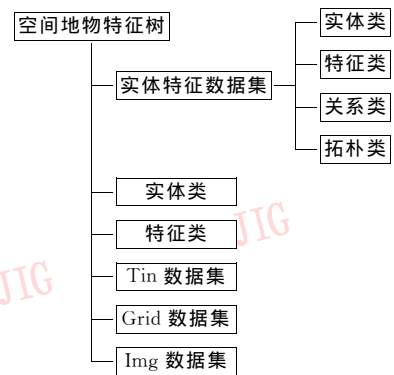 空间地物特征树
实体特征数据集
实体类
特征类
关系类
拓朴类
实体类
特征类
Tin 数据集
Grid 数据集
Img 数据集
JIG
JIG